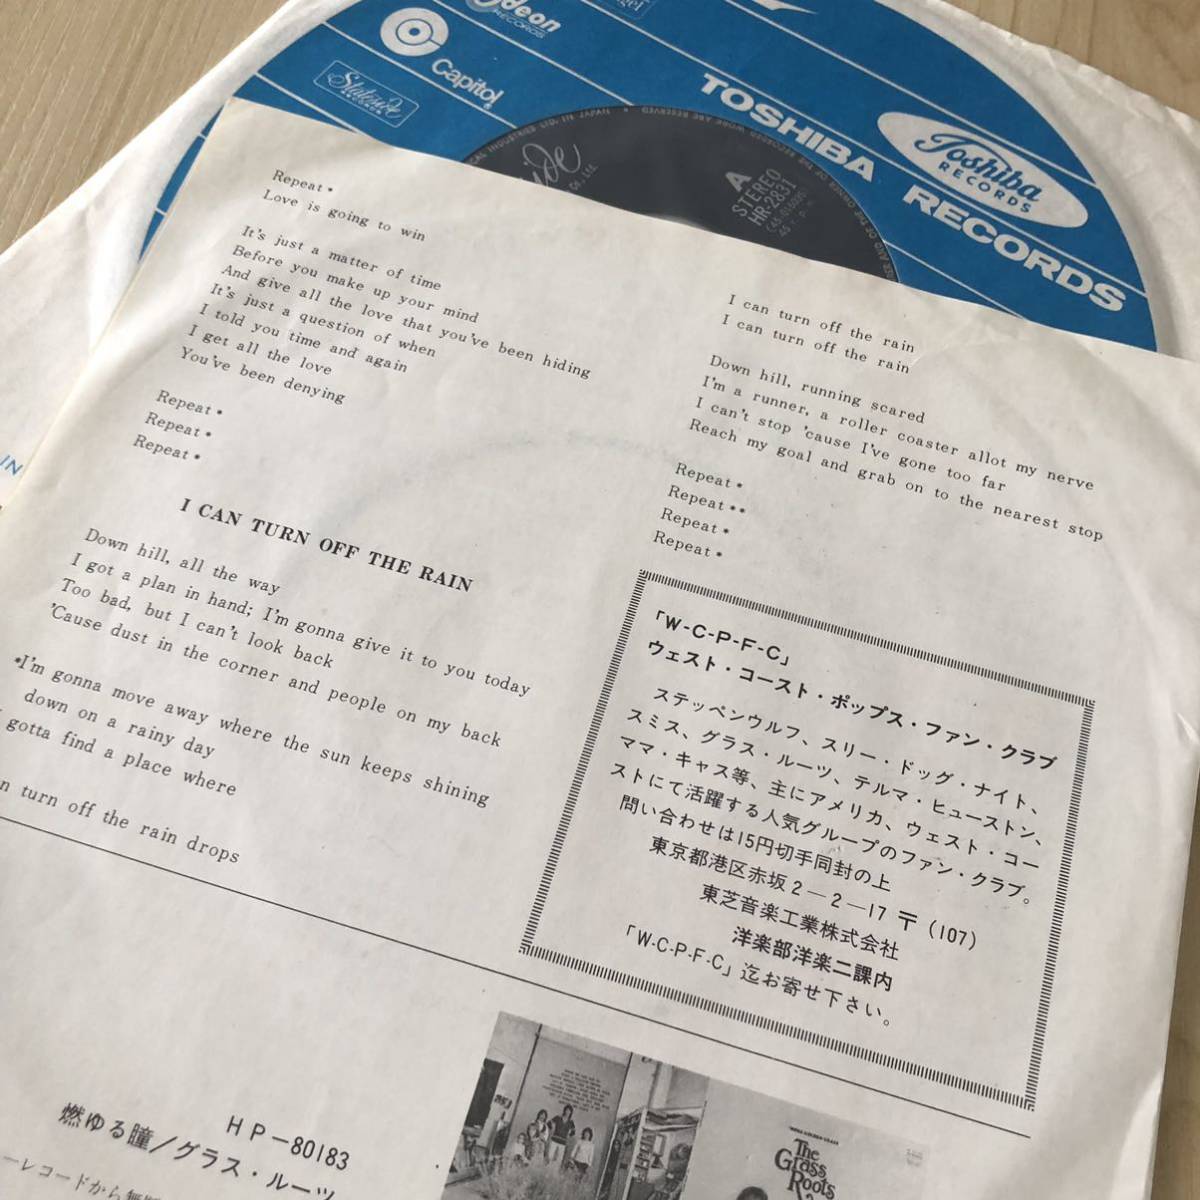 Odeon
RECORDS
Capitol
Stateside
RECORDS
TOSHIBA RECORDS
Toshiba
RECORDS
A
STEREO
HR-2831
45 r.p.m.
Repeat*
Love is going to win
It's just a matter of time
Before you make up your mind
And give all the love that you've been hiding
It's just a question of when
I told you time and again
I get all the love
You've been denying
Repeat*
Repeat*
Repeat*
I CAN TURN OFF THE RAIN
Down hill, all the way
I got a plan in hand; I'm gonna give it to you today
Too bad, but I can't look back
'Cause dust in the corner and people on my back
*I'm gonna move away where the sun keeps shining
down on a rainy day
gotta find a place where
turn off the rain drops
I can turn off the rain
I can turn off the rain
Down hill, running scared
I'm a runner, a roller coaster allot my nerve
I can't stop 'cause I've gone too far
Reach my goal and grab on to the nearest stop
Repeat*
Repeat**
Repeat*
Repeat*
「W-C-P-F-C」
ウェスト・コースト・ポップス・ファン・クラブ
ステッペンウルフ、スリー・ドッグ・ナイト、
スミス、グラス・ルーツ、テルマ・ヒューストン、
ママ・キャス等、主にアメリカ、ウェスト・コー
ストにて活躍する人気グループのファン・クラブ。
問い合わせは15円切手同封の上
東京都港区赤坂2－2－17 〒(107)
東芝音楽工業株式会社
洋楽部洋楽二課内
「W-C-P-F-C」迄お寄せ下さい。
HP－80183
燃ゆる瞳／グラス・ルーツ
レコードから無断
The
Grass
Roots
IN